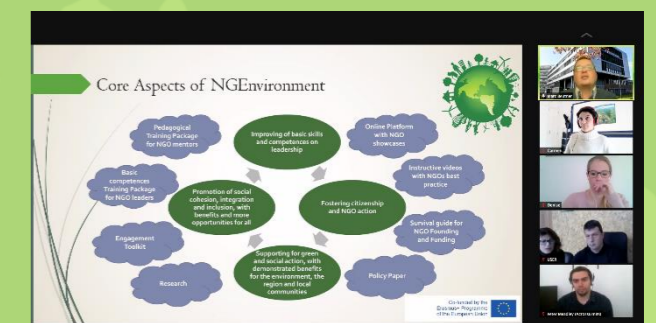 Core Aspects of NGEnvironment
Pedagogical
Training Package
for NGO mentors
Improving of basic skills
and competences on
leadership
Online Platform
with NGO
showcases
Basic
competences
Training Package
for NGO leaders
Promotion of social
cohesion, integration
and inclusion, with
benefits and more
opportunities for all
Fostering citizenship
and NGO action
Instructive videos
with NGOs best
practice
Engagement
Toolkit
Survival guide for
NGO Founding
and Funding
Research
Supporting for green
and social action, with
demonstrated benefits
for the environment, the
region and local
communities
Policy Paper
Co-funded by the
Erasmus+ Programme
of the European Union